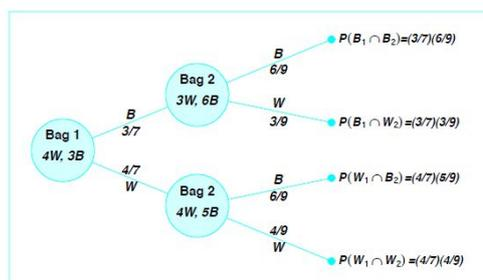 B
6/9
P(B₁ ∩ B₂)=(3/7)(6/9)
Bag 2
3W, 6B
W
3/9
P(B₁ ∩ W₂)=(3/7)(3/9)
B
3/7
Bag 1
4W, 3B
4/7
W
B
6/9
P(W₁ ∩ B₂)=(4/7)(5/9)
Bag 2
4W, 5B
4/9
W
P(W₁ ∩ W₂)=(4/7)(4/9)